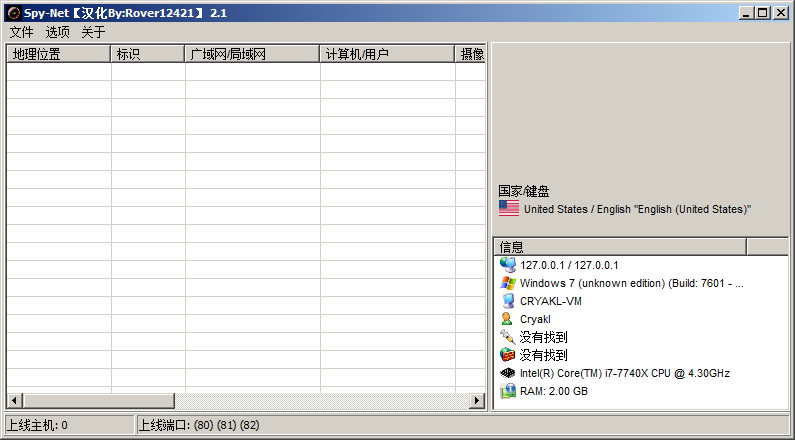 Spy-Net【汉化By:Rover12421】 2.1
文件 选项 关于
地理位置 标识 广域网/局域网 计算机/用户 摄像
国家/键盘
United States / English "English (United States)"
信息
127.0.0.1 / 127.0.0.1
Windows 7 (unknown edition) (Build: 7601 - ...
CRYAKL-VM
Cryakl
没有找到
没有找到
Intel(R) Core(TM) i7-7740X CPU @ 4.30GHz
RAM: 2.00 GB
上线主机: 0 上线端口: (80) (81) (82)